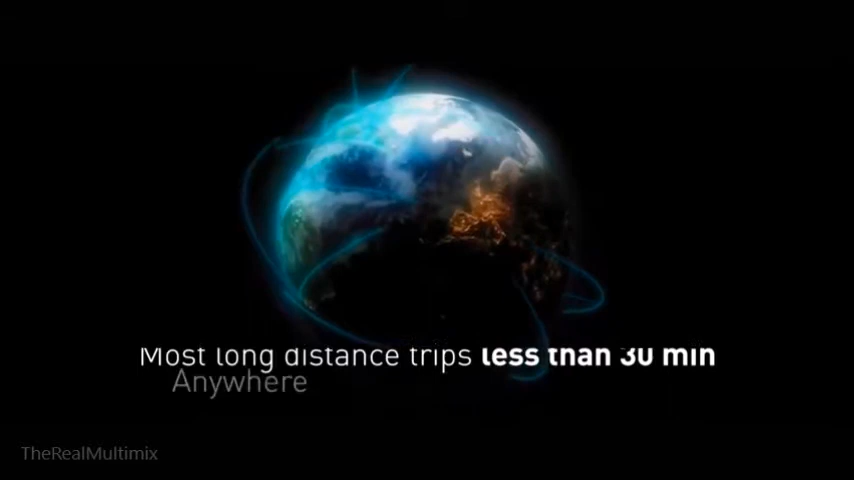 Most long distance trips less than 30 min
Anywhere
TheRealMultimix